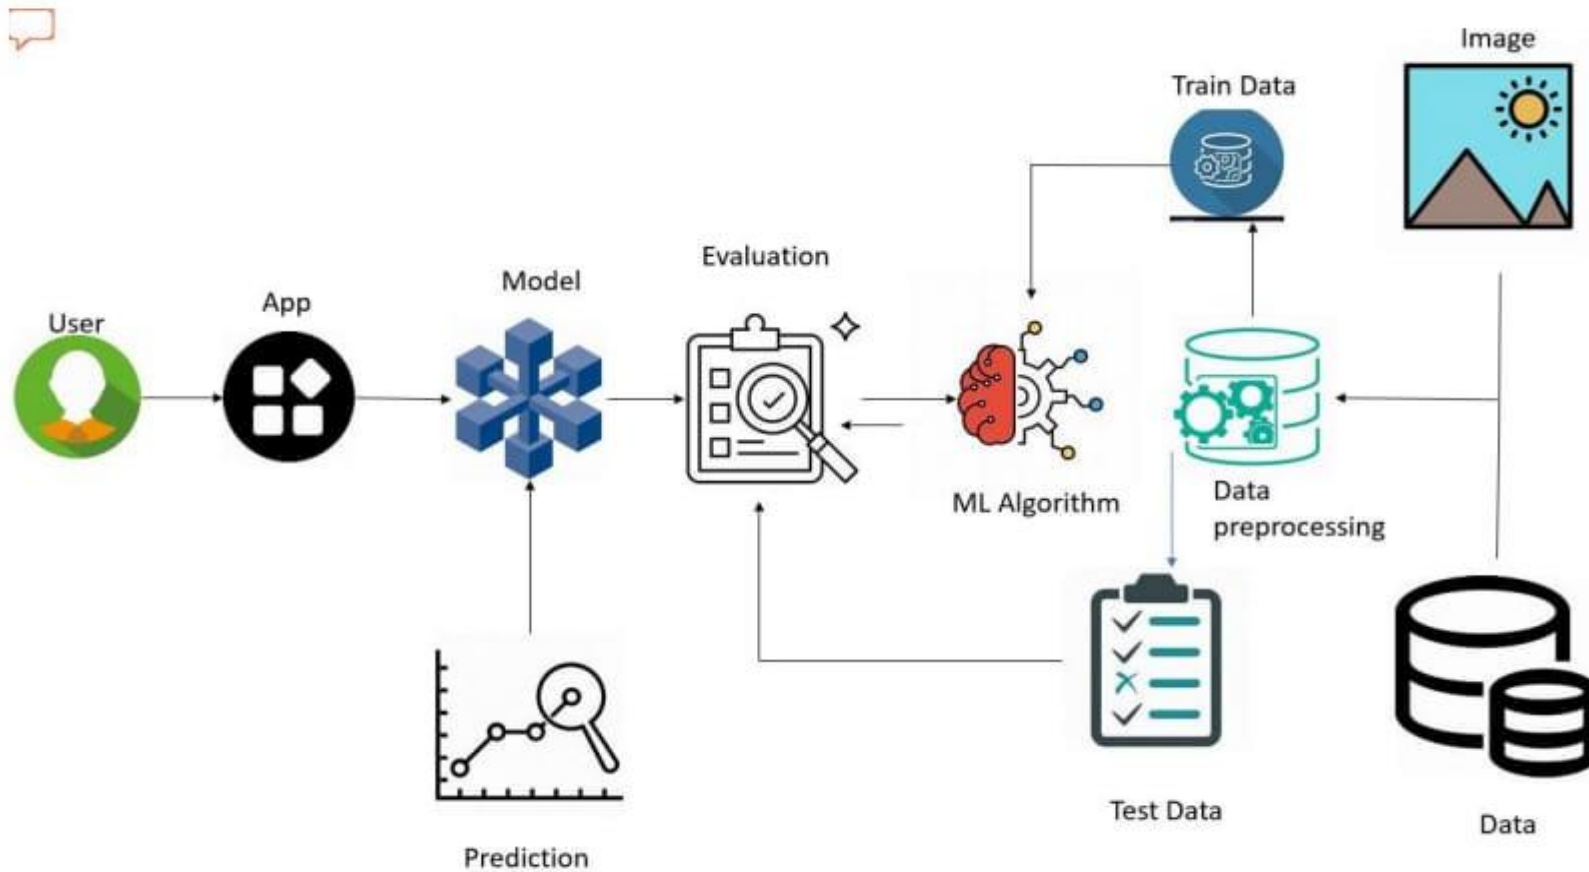 Image
Train Data
Evaluation
Model
App
User
Data
preprocessing
ML Algorithm
Test Data
Data
Prediction